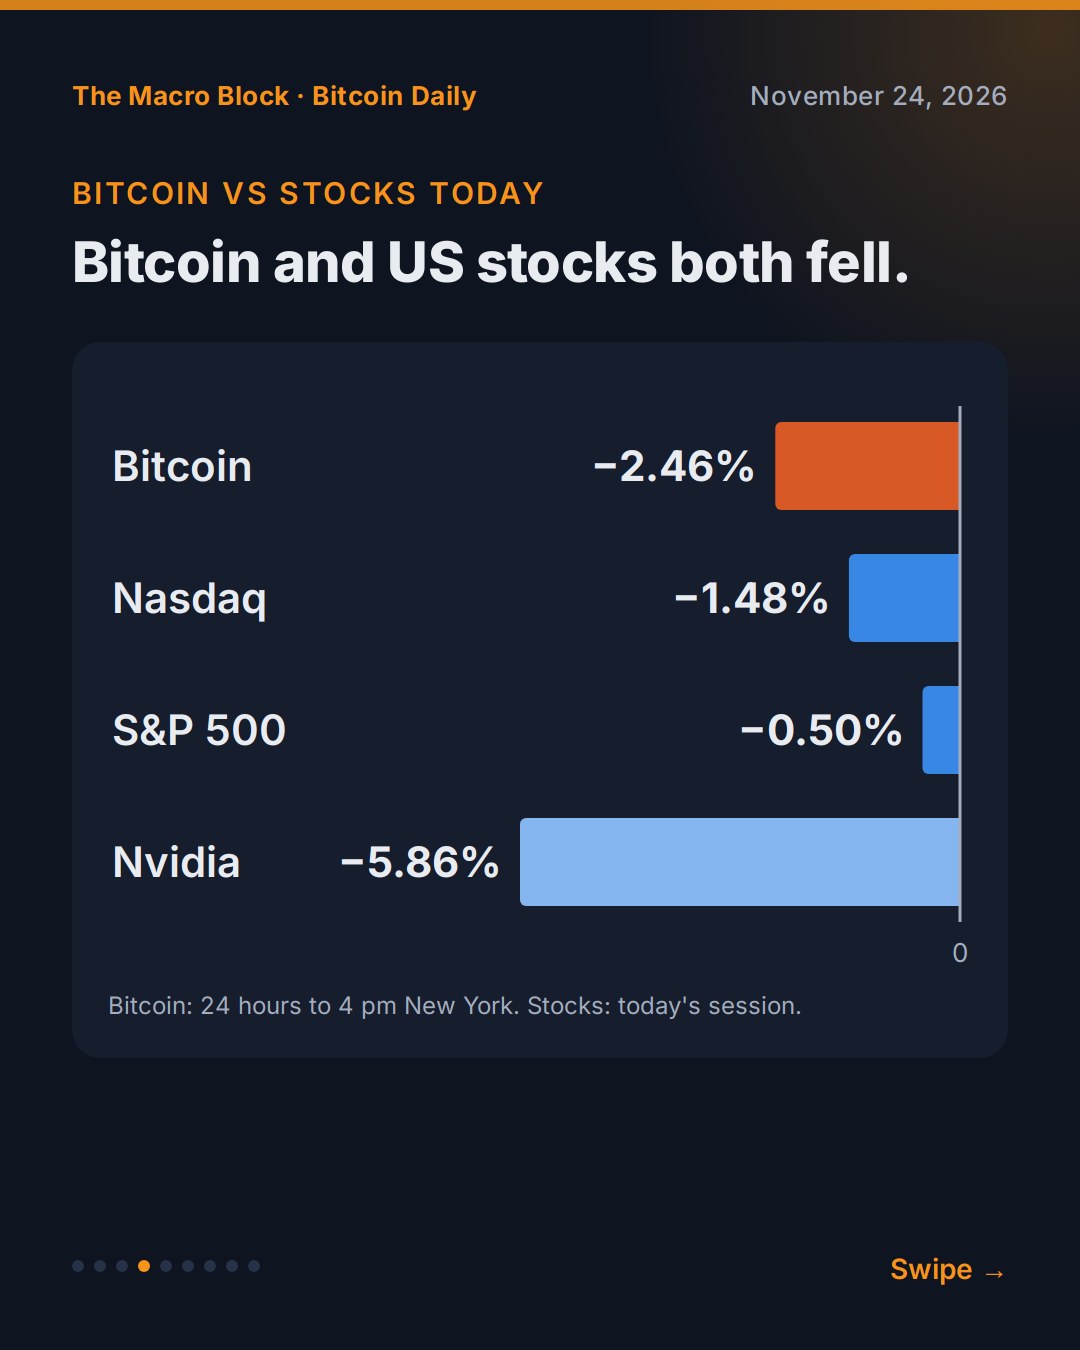 The Macro Block · Bitcoin Daily
November 24, 2026
BITCOIN VS STOCKS TODAY
Bitcoin and US stocks both fell.
Bitcoin −2.46%
Nasdaq −1.48%
S&P 500 −0.50%
Nvidia −5.86%
0
Bitcoin: 24 hours to 4 pm New York. Stocks: today's session.
Swipe →